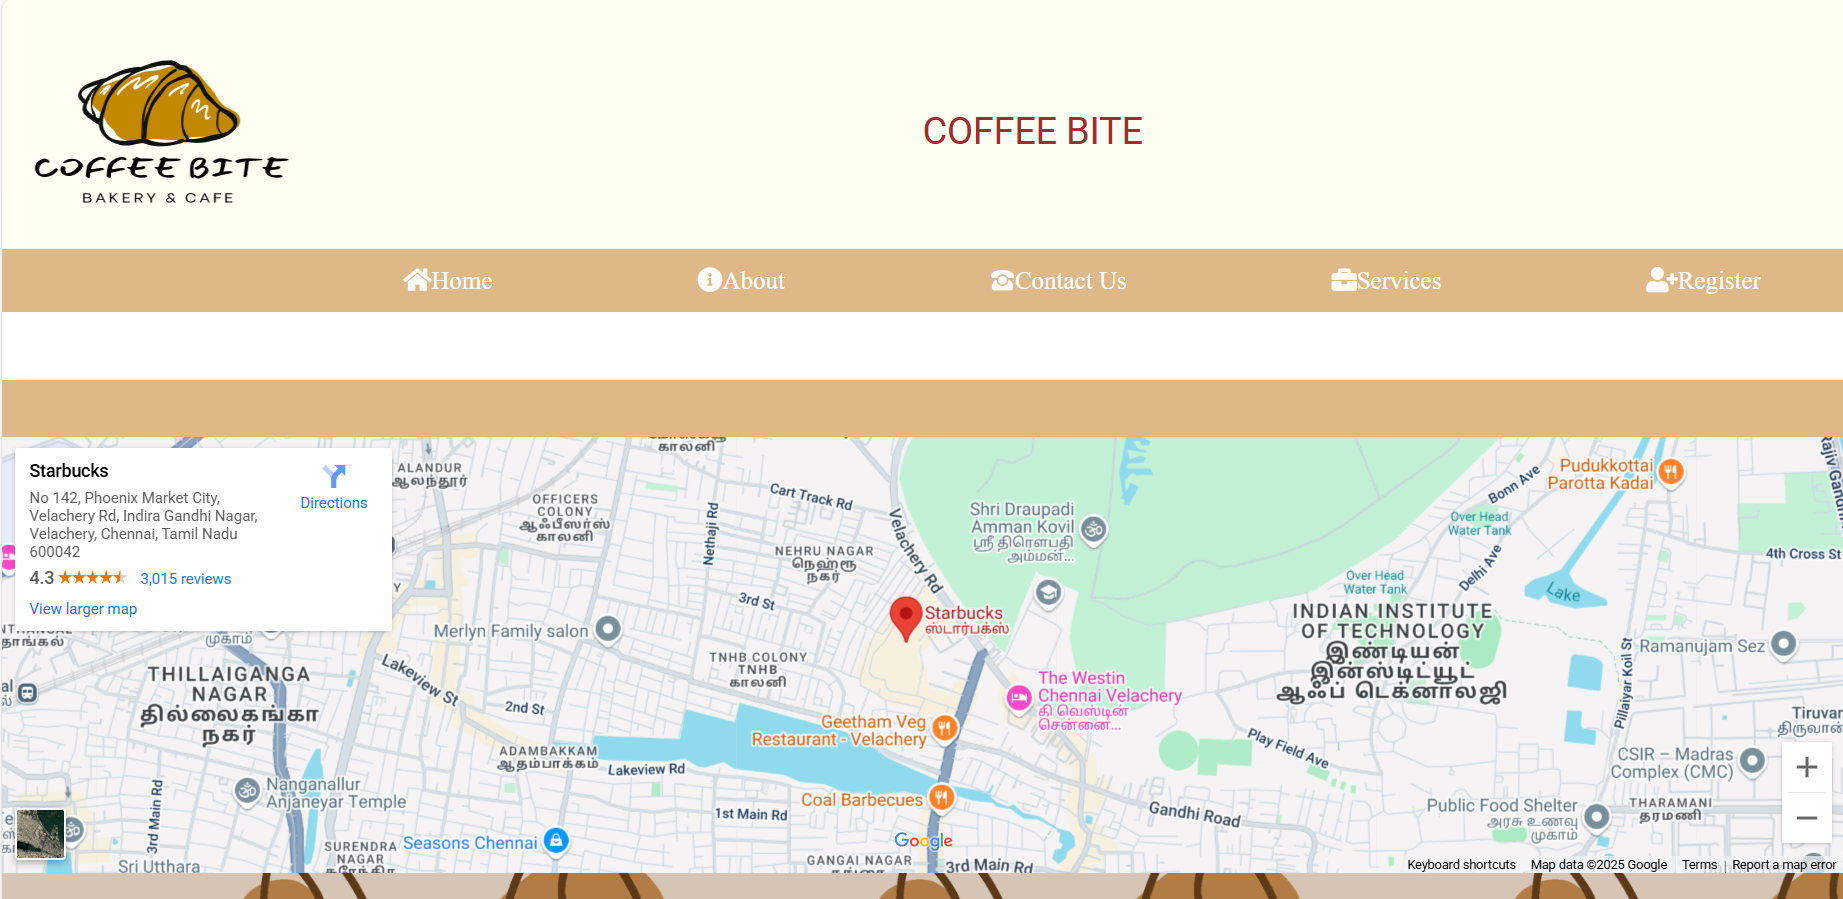 COFFEE BITE
BAKERY & CAFE
COFFEE BITE
Home
About
Contact Us
Services
Register
Starbucks
No 142, Phoenix Market City,
Velachery Rd, Indira Gandhi Nagar,
Velachery, Chennai, Tamil Nadu
600042
4.3
3,015 reviews
View larger map
Directions
ALANDUR
ஆலந்தூர்
OFFICERS
COLONY
ஆஃபீஸர்ஸ்
காலனி
காலனி
Cart Track Rd
Nethaji Rd
Velachery Rd
NEHRU NAGAR
நெஹ்ரூ
நகர்
3rd St
Shri Draupadi
Amman Kovil
ஸ்ரீ திரௌபதி
அம்மன்...
Pudukkottai
Parotta Kadai
Bonn Ave
Over Head
Water Tank
Delhi Ave
4th Cross St
Over Head
Water Tank
Lake
Starbucks
ஸ்டார்பக்ஸ்
INDIAN INSTITUTE
OF TECHNOLOGY
இண்டியன்
இன்ஸ்டிட்யூட்
ஆஃப் டெக்னாலஜி
Ramanujam Sez
Pillaiyar Koil St
Merlyn Family salon
முகாம்
TNHB COLONY
TNHB
காலனி
THILLAIGANGA
NAGAR
தில்லைகங்கா
நகர்
Lakeview St
2nd St
The Westin
Chennai Velachery
தி வெஸ்டின்
சென்னை...
Geetham Veg
Restaurant - Velachery
ADAMBAKKAM
ஆதம்பாக்கம்
Lakeview Rd
Play Field Ave
CSIR – Madras
Complex (CMC)
Nanganallur
Anjaneyar Temple
3rd Main Rd
Coal Barbecues
1st Main Rd
Gandhi Road
Public Food Shelter
அரசு உணவு
முகாம்
THARAMANI
தரமணி
Seasons Chennai
SURENDRA
NAGAR
Sri Utthara
GANGAI NAGAR
3rd Main Rd
Google
Keyboard shortcuts
Map data ©2025 Google
Terms
Report a map error